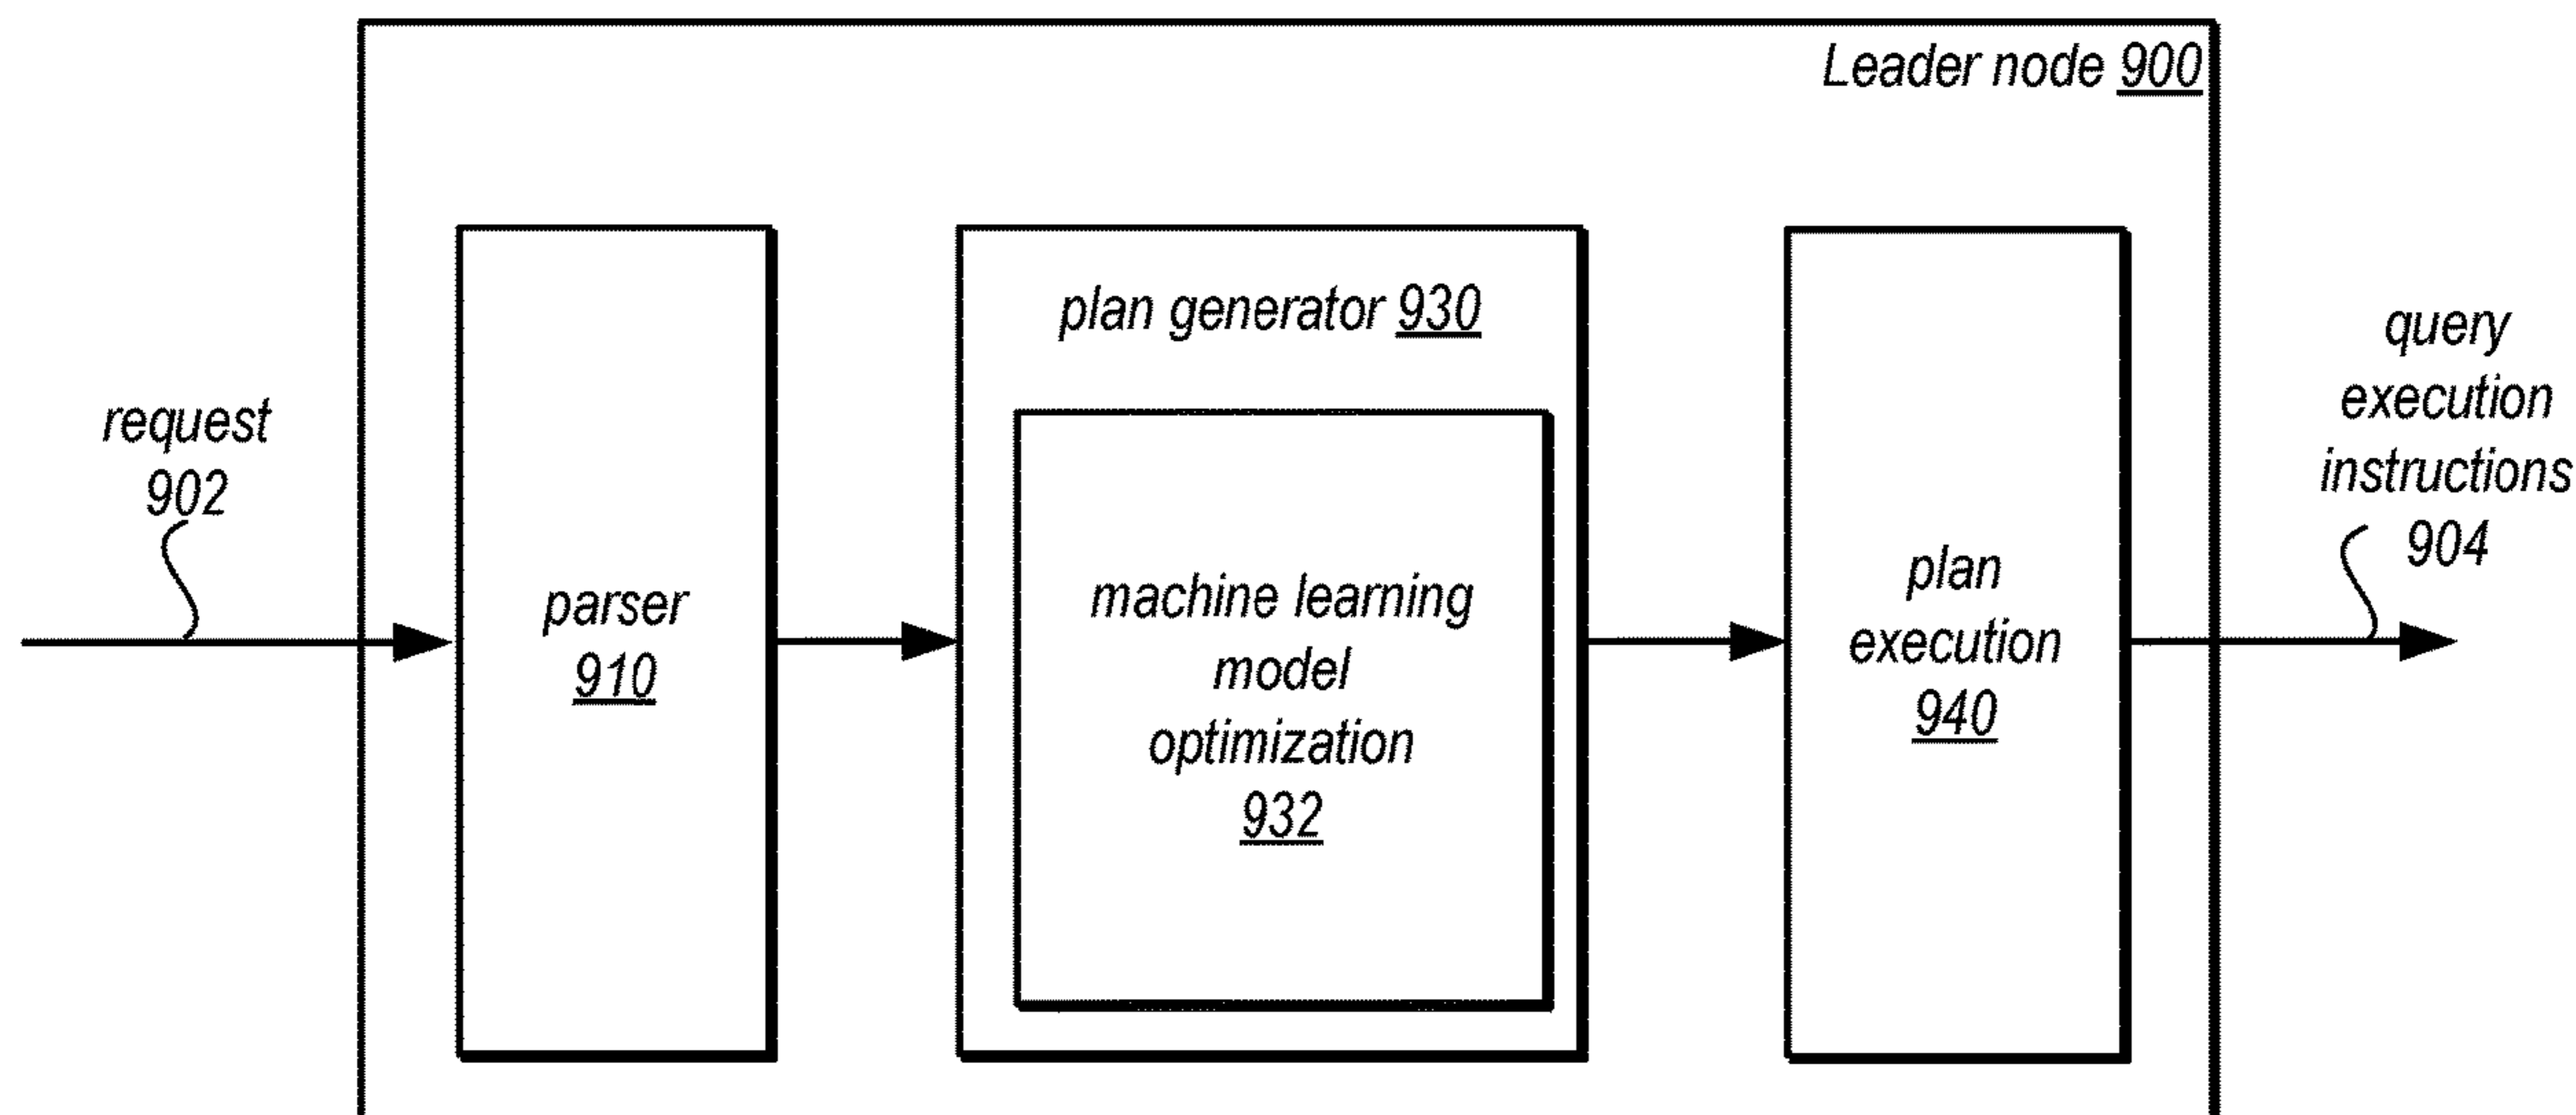 Leader node 900
request
902
parser
910
plan generator 930
machine learning
model
optimization
932
plan
execution
940
query
execution
instructions
904